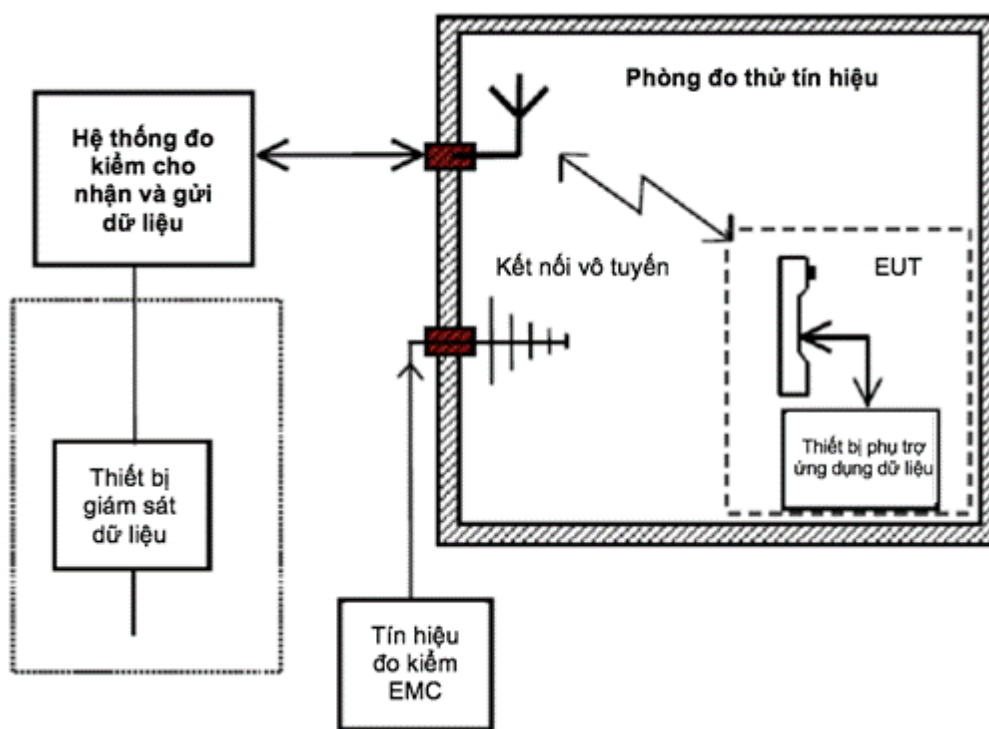 Phòng đo thử tín hiệu
Hệ thống đo
kiểm cho
nhận và gửi
dữ liệu
Kết nối vô tuyến
EUT
Thiết bị phụ trợ
ứng dụng dữ liệu
Thiết bị
giám sát
dữ liệu
Tín hiệu
đo kiểm
EMC